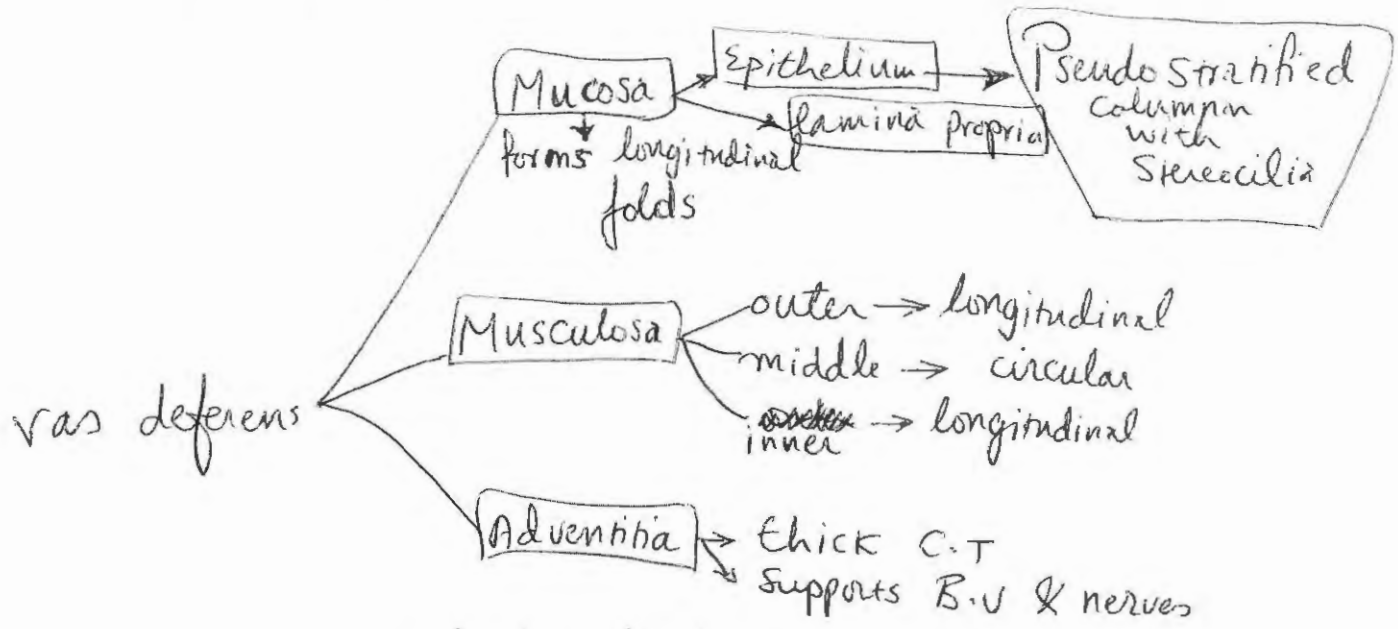 Mucosa
Epithelium
lamina propria
Pseudo Stratified
Column
with
Stereocilia
forms longitudinal
folds
vas deferens
Musculosa
outer → longitudinal
middle → circular
inner → longitudinal
Adventitia
thick C.T
Supports B.V & nerves